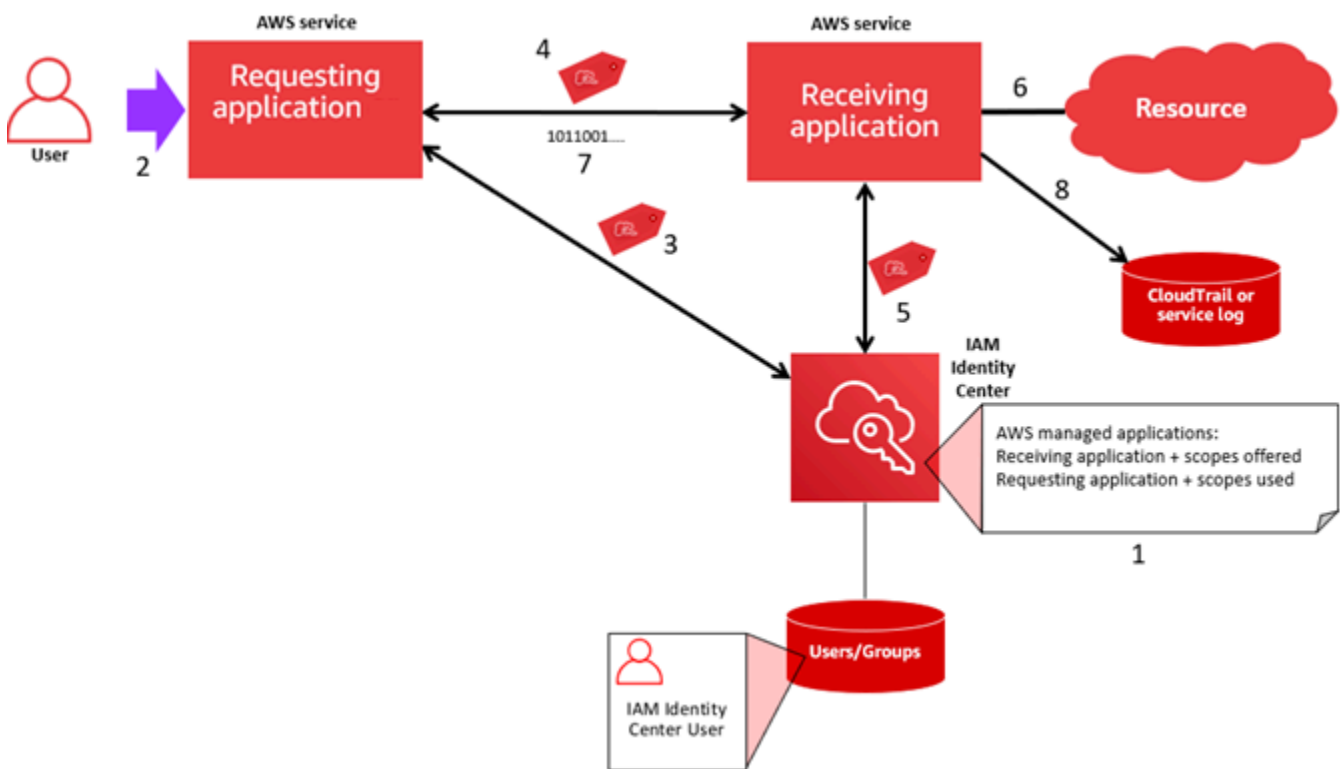 AWS service
Requesting
application
User
2
4
1011001....
7
AWS service
Receiving
application
6
Resource
8
CloudTrail or
service log
3
5
IAM
Identity
Center
AWS managed applications:
Receiving application + scopes offered
Requesting application + scopes used
1
Users/Groups
IAM Identity
Center User